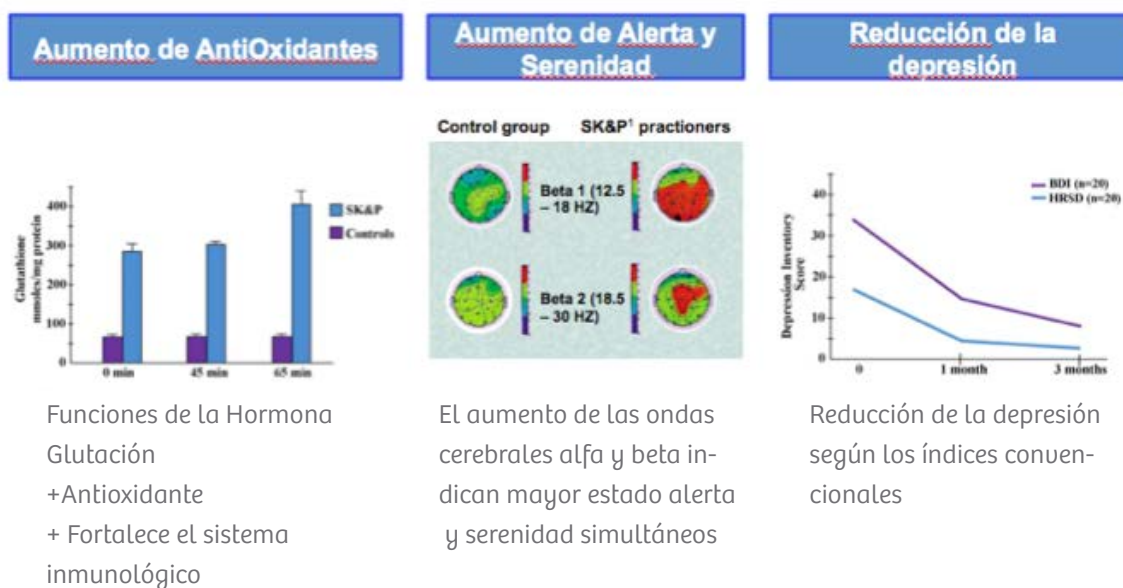 Aumento de AntiOxidantes
Glutathione
mmoles/mg protein
400
300
200
100
0
0 min
45 min
65 min
SK&P
Controls
Funciones de la Hormona
Glutación
+Antioxidante
+ Fortalece el sistema
inmunológico
Aumento de Alerta y
Serenidad
Control group
SK&P¹ practioners
Beta 1 (12.5
– 18 HZ)
Beta 2 (18.5
– 30 HZ)
El aumento de las ondas
cerebrales alfa y beta in-
dican mayor estado alerta
y serenidad simultáneos
Reducción de la
depresión
Depression Inventory
Score
40
30
20
10
0
0
1 month
3 months
BDI (n=20)
HRSD (n=20)
Reducción de la depresión
según los índices conven-
cionales